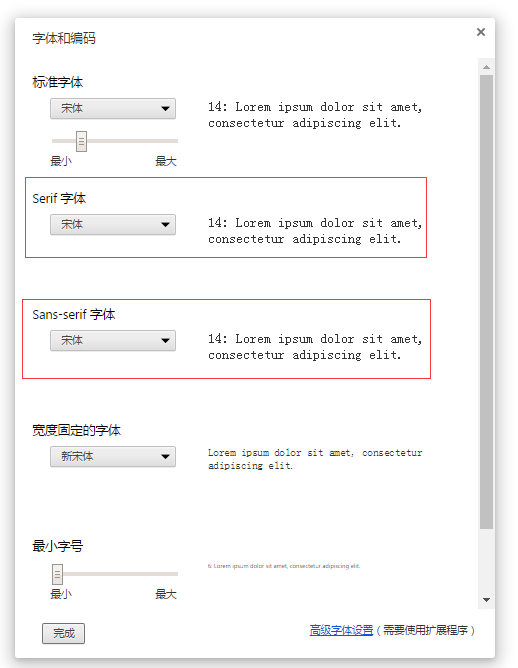 字体和编码
标准字体
宋体
14: Lorem ipsum dolor sit amet,
consectetur adipiscing elit.
最小 最大
Serif 字体
宋体
14: Lorem ipsum dolor sit amet,
consectetur adipiscing elit.
Sans-serif 字体
宋体
14: Lorem ipsum dolor sit amet,
consectetur adipiscing elit.
宽度固定的字体
新宋体
Lorem ipsum dolor sit amet, consectetur
adipiscing elit.
最小字号
6: Lorem ipsum dolor sit amet, consectetur adipiscing elit.
最小 最大
完成
高级字体设置（需要使用扩展程序）